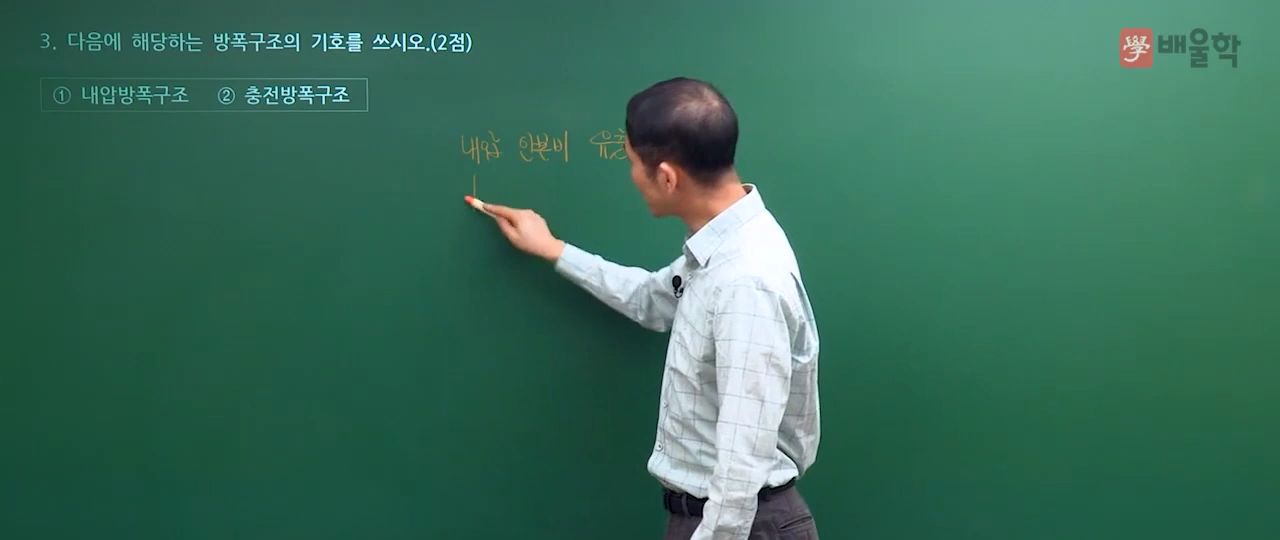 3. 다음에 해당하는 방폭구조의 기호를 쓰시오.(2점)
學 배울학
① 내압방폭구조 ② 충전방폭구조
내압 안본비 유충